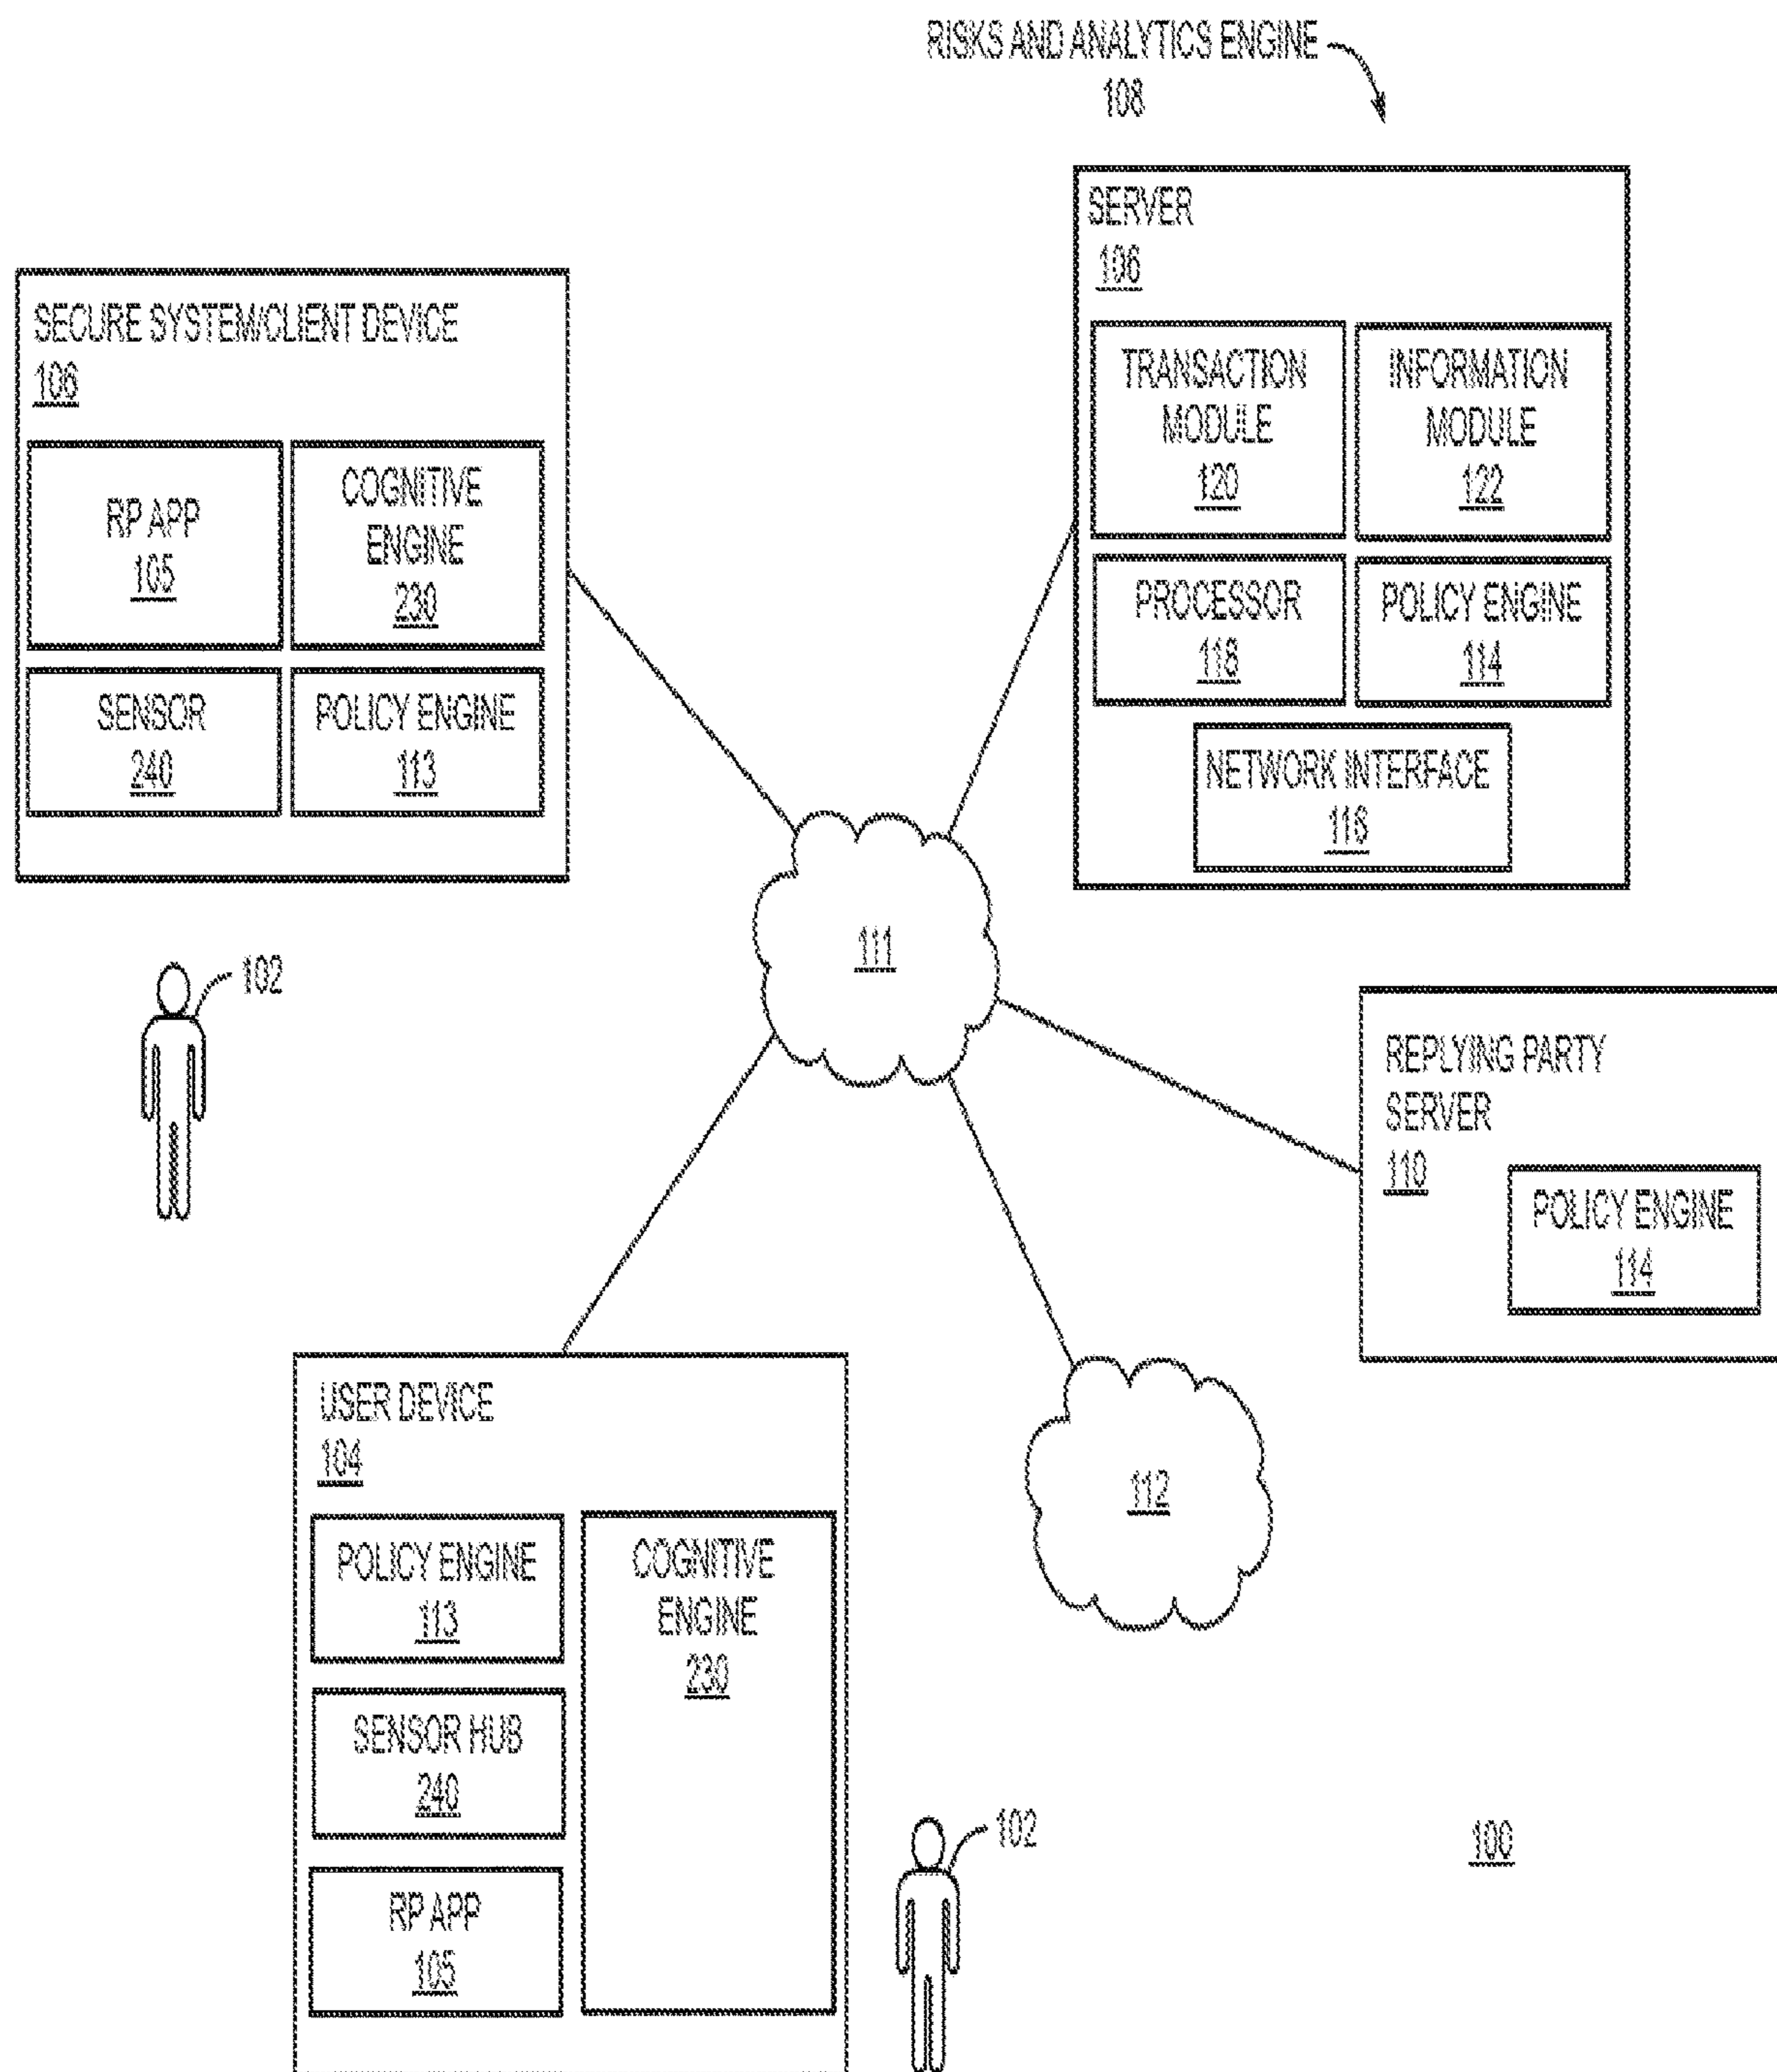 RISKS AND ANALYTICS ENGINE
108
SERVER
106
TRANSACTION
MODULE
120
INFORMATION
MODULE
122
PROCESSOR
118
POLICY ENGINE
114
NETWORK INTERFACE
116
SECURE SYSTEM/CLIENT DEVICE
106
RP APP
105
COGNITIVE
ENGINE
230
SENSOR
240
POLICY ENGINE
113
102
111
REPLYING PARTY
SERVER
110
POLICY ENGINE
114
112
USER DEVICE
104
POLICY ENGINE
113
COGNITIVE
ENGINE
230
SENSOR HUB
240
RP APP
105
102
100